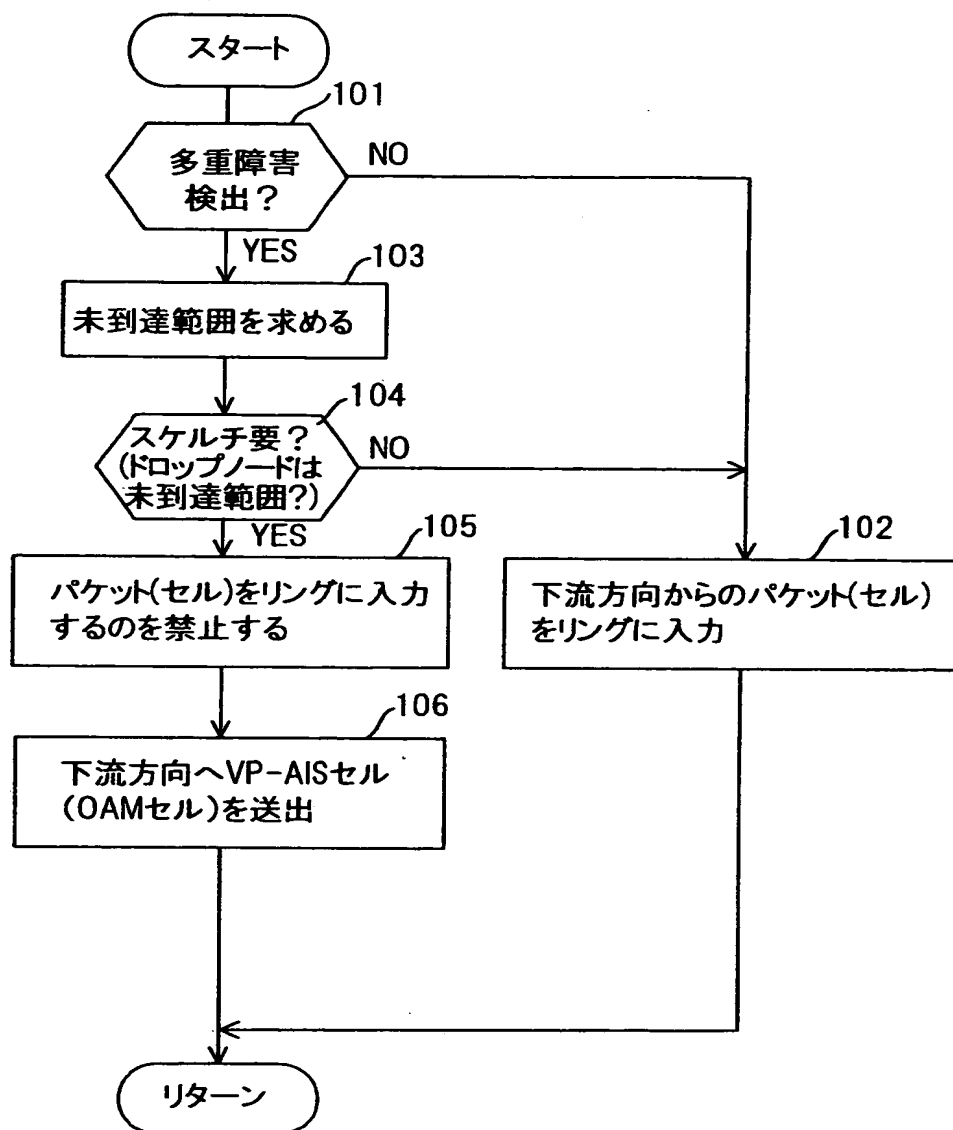 スタート
101
多重障害
検出?
NO
YES
103
未到達範囲を求める
104
スケルチ要?
(ドロップノードは
未到達範囲?)
NO
YES
105
パケット(セル)をリングに入力
するのを禁止する
102
下流方向からのパケット(セル)
をリングに入力
106
下流方向へVP-AISセル
(OAMセル)を送出
リターン